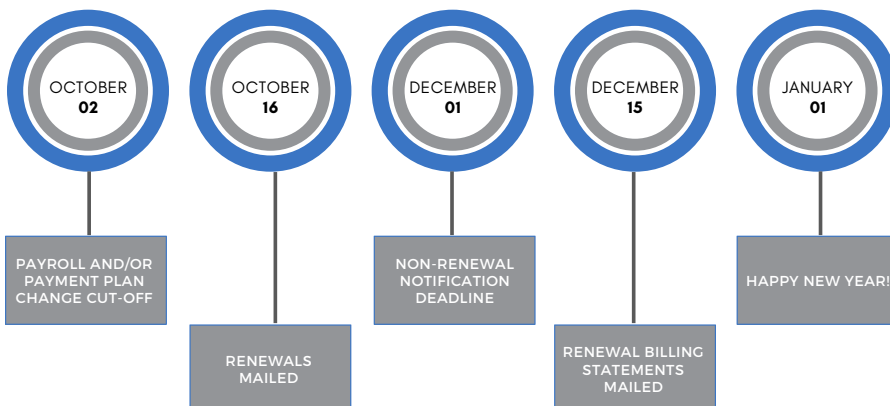 OCTOBER
02
OCTOBER
16
DECEMBER
01
DECEMBER
15
JANUARY
01
PAYROLL AND/OR
PAYMENT PLAN
CHANGE CUT-OFF
RENEWALS
MAILED
NON-RENEWAL
NOTIFICATION
DEADLINE
RENEWAL BILLING
STATEMENTS
MAILED
HAPPY NEW YEAR!